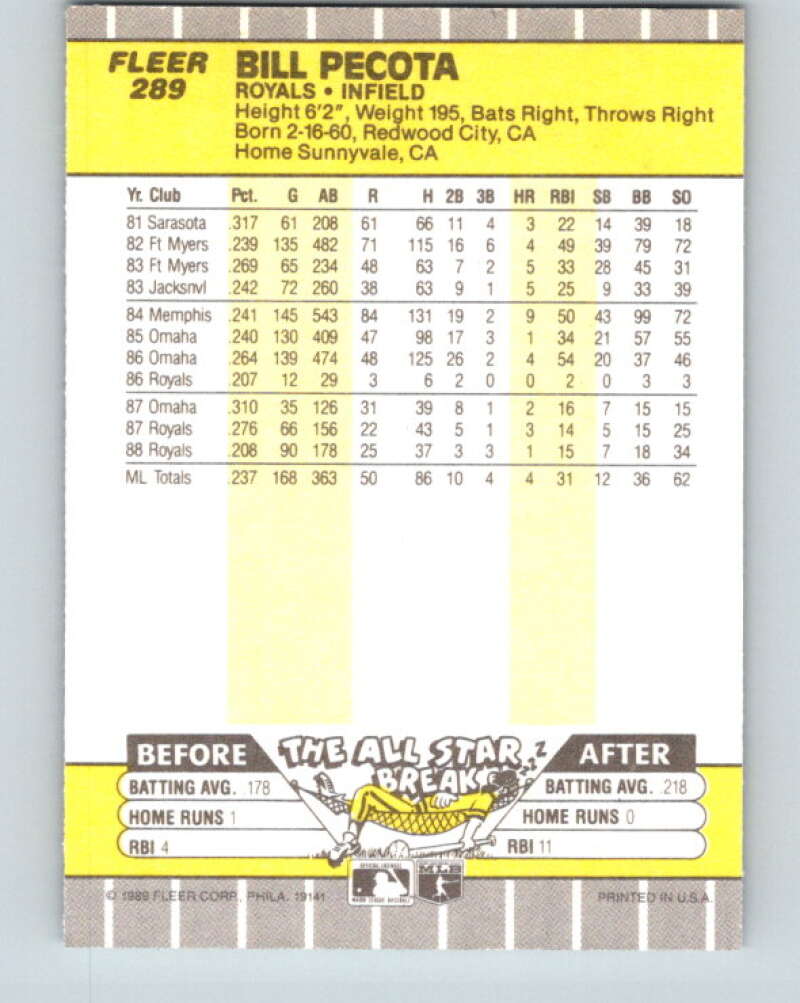 FLEER
289
BILL PECOTA
ROYALS • INFIELD
Height 6'2", Weight 195, Bats Right, Throws Right
Born 2-16-60, Redwood City, CA
Home Sunnyvale, CA
Yr. Club Pct. G AB R H 2B 3B HR RBI SB BB SO
81 Sarasota .317 61 208 61 66 11 4 3 22 14 39 18
82 Ft Myers .239 135 482 71 115 16 6 4 49 39 79 72
83 Ft Myers .269 65 234 48 63 7 2 5 33 28 45 31
83 Jacksnvl .242 72 260 38 63 9 1 5 25 9 33 39
84 Memphis .241 145 543 84 131 19 2 9 50 43 99 72
85 Omaha .240 130 409 47 98 17 3 1 34 21 57 55
86 Omaha .264 139 474 48 125 26 2 4 54 20 37 46
86 Royals .207 12 29 3 6 2 0 0 2 0 3 3
87 Omaha .310 35 126 31 39 8 1 2 16 7 15 15
87 Royals .276 66 156 22 43 5 1 3 14 5 15 25
88 Royals .208 90 178 25 37 3 3 1 15 7 18 34
ML Totals .237 168 363 50 86 10 4 4 31 12 36 62
BEFORE THE ALL STAR BREAK ZZZ AFTER
BATTING AVG. .178 BATTING AVG. .218
HOME RUNS 1 HOME RUNS 0
RBI 4 RBI 11
OFFICIAL LICENSEE
MAJOR LEAGUE BASEBALL
MLB
© 1989 FLEER CORP., PHILA. 19141 PRINTED IN U.S.A.